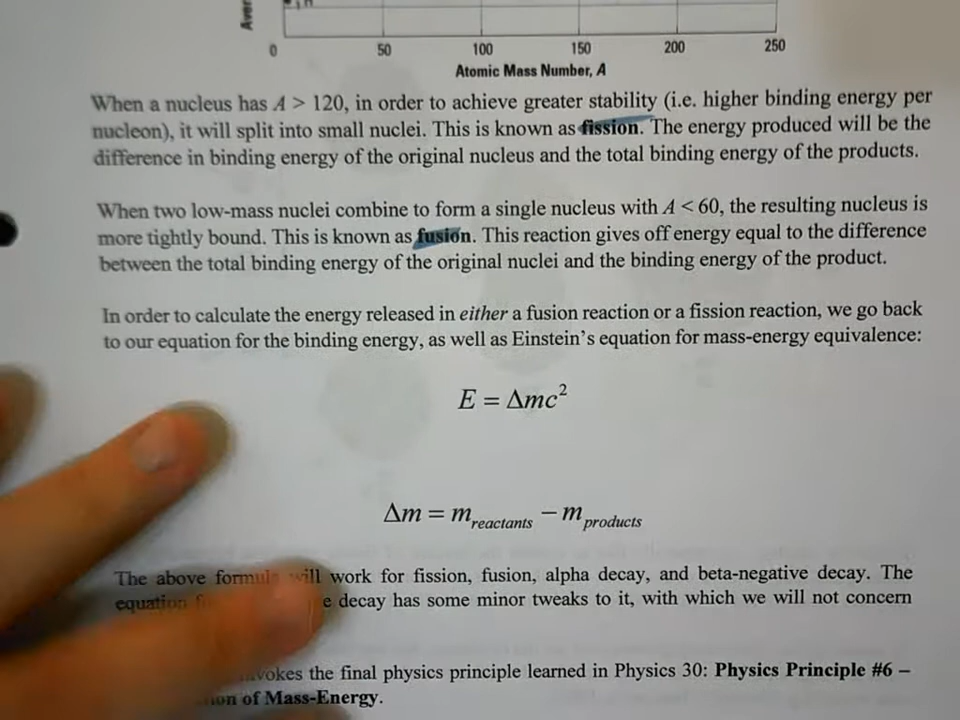 0 50 100 150 200 250
Atomic Mass Number, A
When a nucleus has A > 120, in order to achieve greater stability (i.e. higher binding energy per
nucleon), it will split into small nuclei. This is known as fission. The energy produced will be the
difference in binding energy of the original nucleus and the total binding energy of the products.
When two low-mass nuclei combine to form a single nucleus with A < 60, the resulting nucleus is
more tightly bound. This is known as fusion. This reaction gives off energy equal to the difference
between the total binding energy of the original nuclei and the binding energy of the product.
In order to calculate the energy released in either a fusion reaction or a fission reaction, we go back
to our equation for the binding energy, as well as Einstein's equation for mass-energy equivalence:
E = Δmc²
Δm = m reactants − m products
The above will work for fission, fusion, alpha decay, and beta-negative decay. The
equation decay has some minor tweaks to it, with which we will not concern
the final physics principle learned in Physics 30: Physics Principle #6 –
of Mass-Energy.